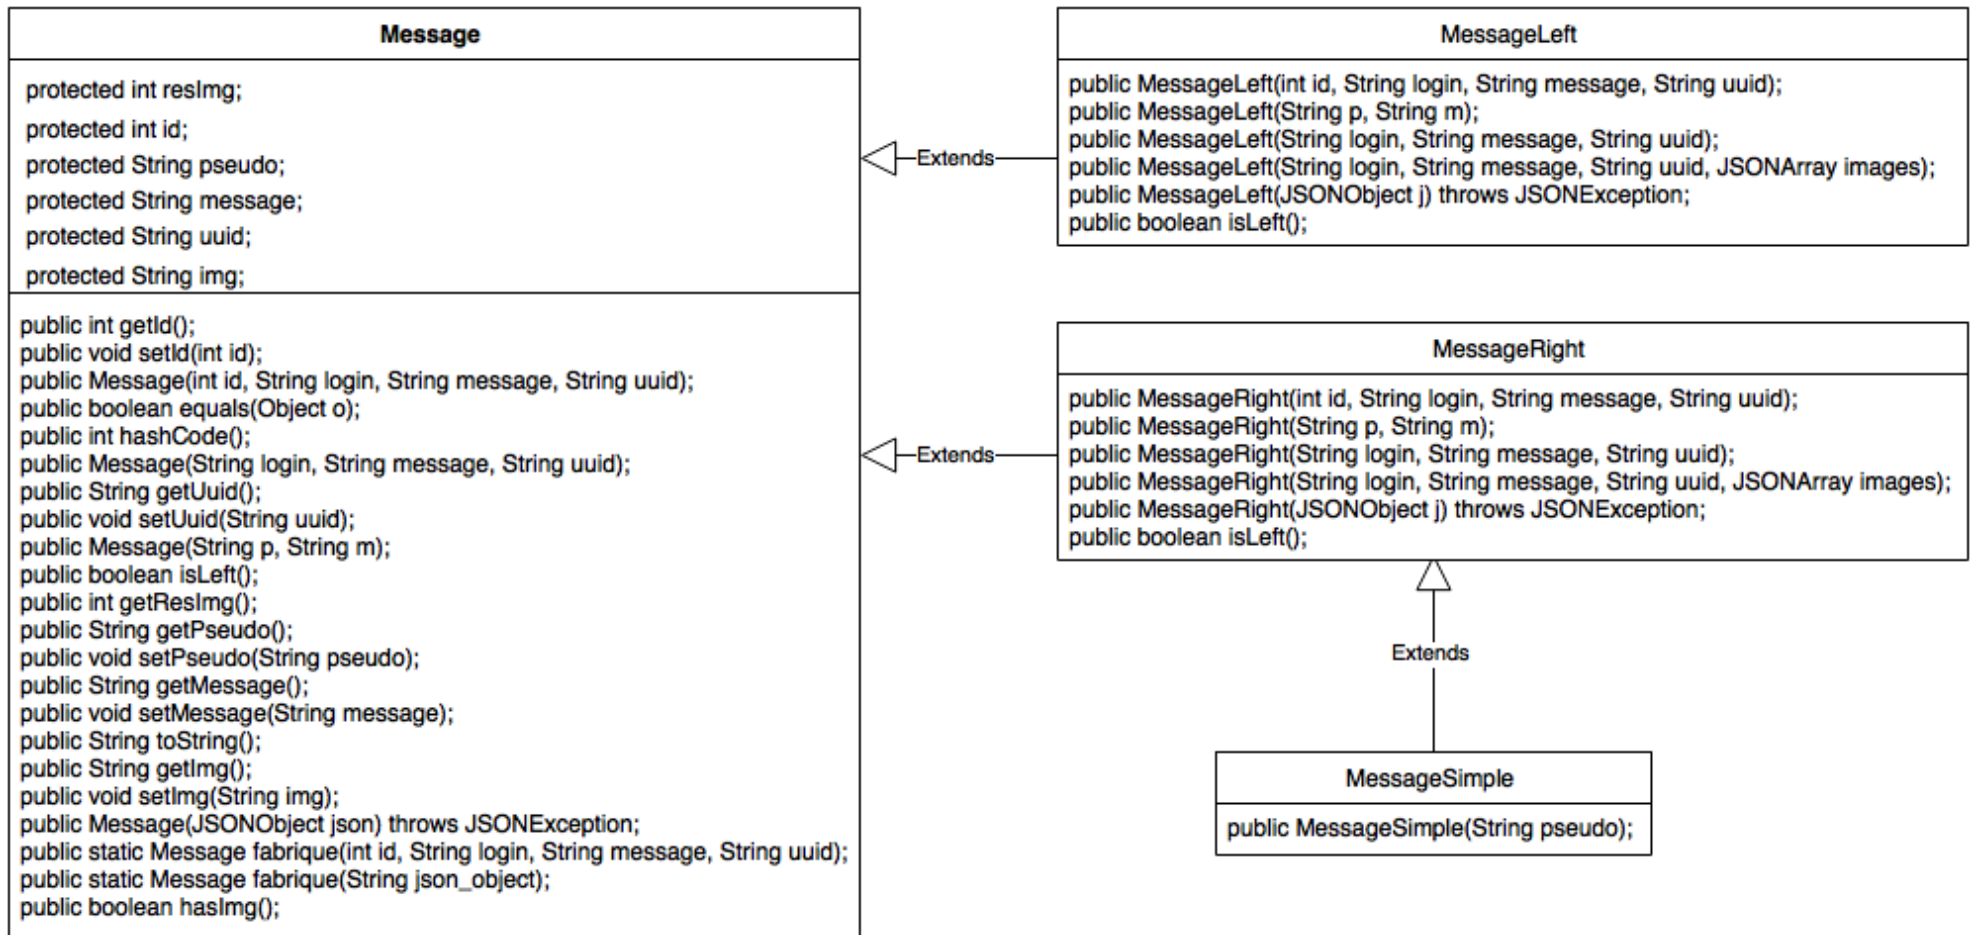 Message
protected int resImg;
protected int id;
protected String pseudo;
protected String message;
protected String uuid;
protected String img;
public int getId();
public void setId(int id);
public Message(int id, String login, String message, String uuid);
public boolean equals(Object o);
public int hashCode();
public Message(String login, String message, String uuid);
public String getUuid();
public void setUuid(String uuid);
public Message(String p, String m);
public boolean isLeft();
public int getResImg();
public String getPseudo();
public void setPseudo(String pseudo);
public String getMessage();
public void setMessage(String message);
public String toString();
public String getImg();
public void setImg(String img);
public Message(JSONObject json) throws JSONException;
public static Message fabrique(int id, String login, String message, String uuid);
public static Message fabrique(String json_object);
public boolean hasImg();
Extends
MessageLeft
public MessageLeft(int id, String login, String message, String uuid);
public MessageLeft(String p, String m);
public MessageLeft(String login, String message, String uuid);
public MessageLeft(String login, String message, String uuid, JSONArray images);
public MessageLeft(JSONObject j) throws JSONException;
public boolean isLeft();
Extends
MessageRight
public MessageRight(int id, String login, String message, String uuid);
public MessageRight(String p, String m);
public MessageRight(String login, String message, String uuid);
public MessageRight(String login, String message, String uuid, JSONArray images);
public MessageRight(JSONObject j) throws JSONException;
public boolean isLeft();
Extends
MessageSimple
public MessageSimple(String pseudo);